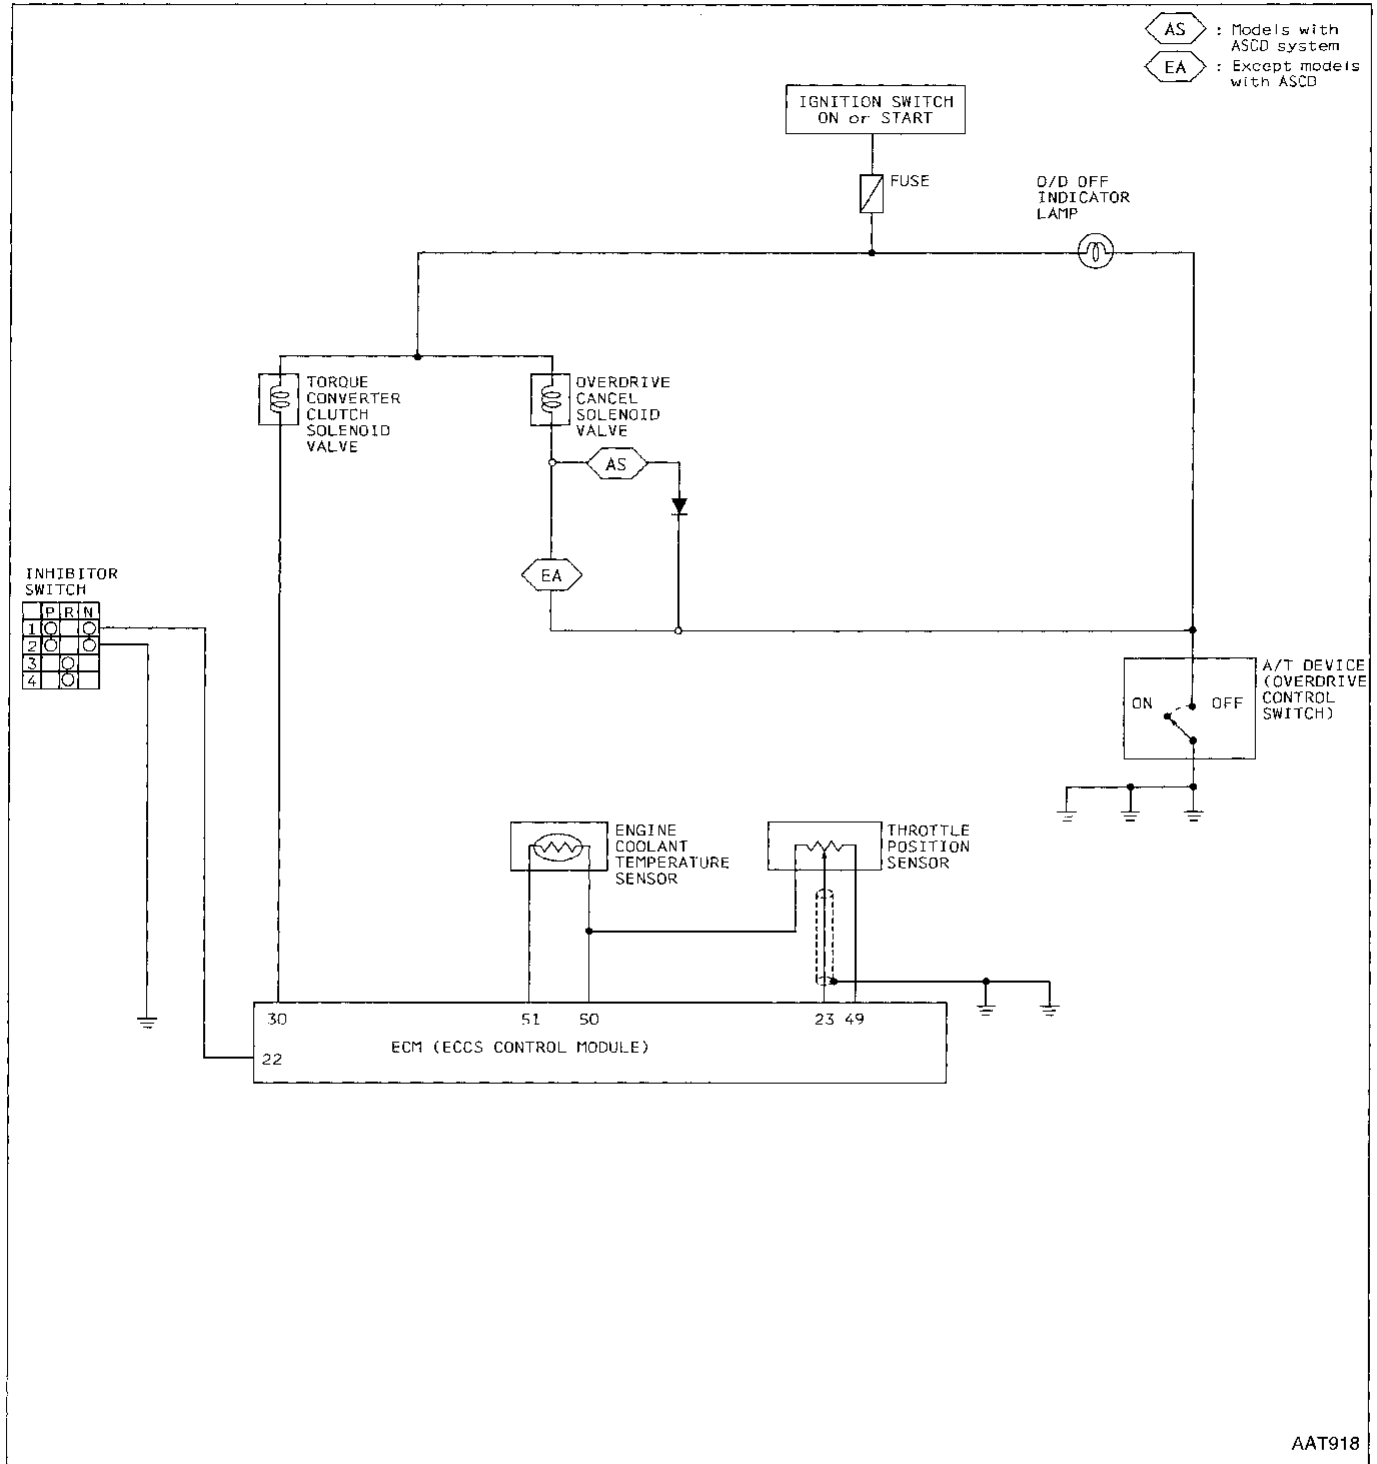 AS : Models with
ASCD system
EA : Except models
with ASCD
IGNITION SWITCH
ON or START
FUSE
O/D OFF
INDICATOR
LAMP
TORQUE
CONVERTER
CLUTCH
SOLENOID
VALVE
OVERDRIVE
CANCEL
SOLENOID
VALVE
AS
EA
INHIBITOR
SWITCH
P R N
1
2
3
4
A/T DEVICE
(OVERDRIVE
CONTROL
SWITCH)
ON OFF
ENGINE
COOLANT
TEMPERATURE
SENSOR
THROTTLE
POSITION
SENSOR
30 51 50 23 49
ECM (ECCS CONTROL MODULE)
22
AAT918